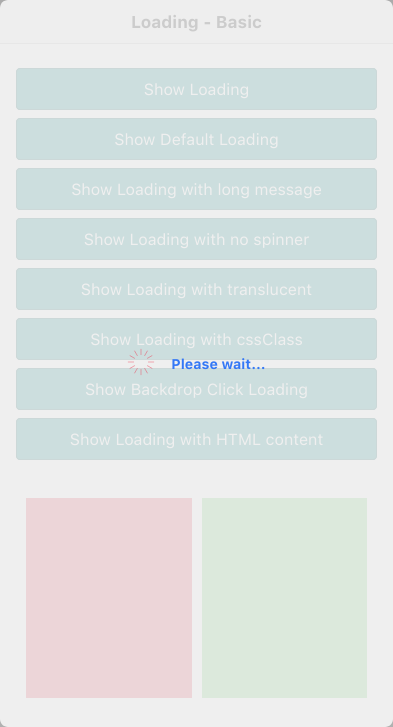 Loading - Basic
Show Loading
Show Default Loading
Show Loading with long message
Show Loading with no spinner
Show Loading with translucent
Show Loading with cssClass
Please wait...
Show Backdrop Click Loading
Show Loading with HTML content